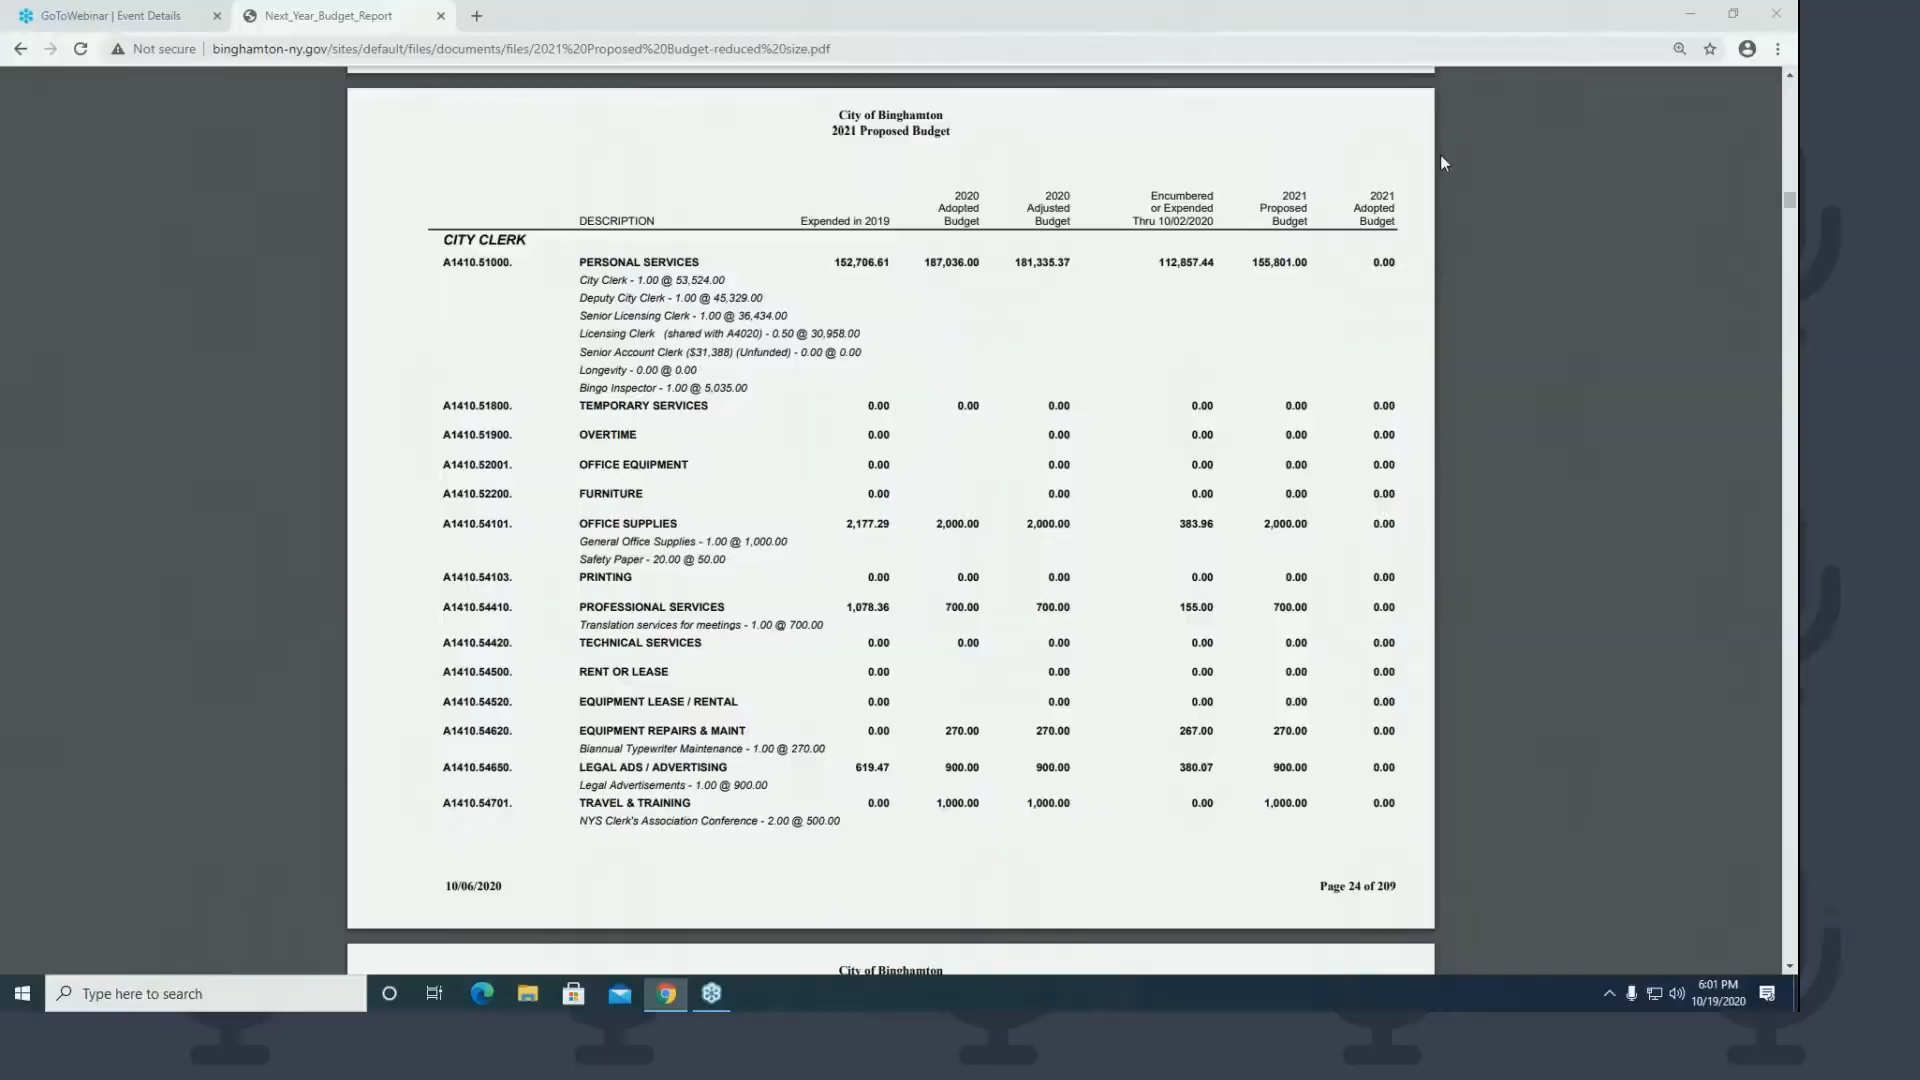 GoToWebinar | Event Details
Next_Year_Budget_Report
Not secure | binghamton-ny.gov/sites/default/files/documents/files/2021%20Proposed%20Budget-reduced%20size.pdf
City of Binghamton
2021 Proposed Budget
DESCRIPTION Expended in 2019 2020 Adopted Budget 2020 Adjusted Budget Encumbered or Expended Thru 10/02/2020 2021 Proposed Budget 2021 Adopted Budget
CITY CLERK
A1410.51000. PERSONAL SERVICES 152,706.61 187,036.00 181,335.37 112,857.44 155,801.00 0.00
City Clerk - 1.00 @ 53,524.00
Deputy City Clerk - 1.00 @ 45,329.00
Senior Licensing Clerk - 1.00 @ 36,434.00
Licensing Clerk (shared with A4020) - 0.50 @ 30,958.00
Senior Account Clerk ($31,388) (Unfunded) - 0.00 @ 0.00
Longevity - 0.00 @ 0.00
Bingo Inspector - 1.00 @ 5,035.00
A1410.51800. TEMPORARY SERVICES 0.00 0.00 0.00 0.00 0.00 0.00
A1410.51900. OVERTIME 0.00 0.00 0.00 0.00 0.00
A1410.52001. OFFICE EQUIPMENT 0.00 0.00 0.00 0.00 0.00
A1410.52200. FURNITURE 0.00 0.00 0.00 0.00 0.00
A1410.54101. OFFICE SUPPLIES 2,177.29 2,000.00 2,000.00 383.96 2,000.00 0.00
General Office Supplies - 1.00 @ 1,000.00
Safety Paper - 20.00 @ 50.00
A1410.54103. PRINTING 0.00 0.00 0.00 0.00 0.00 0.00
A1410.54410. PROFESSIONAL SERVICES 1,078.36 700.00 700.00 155.00 700.00 0.00
Translation services for meetings - 1.00 @ 700.00
A1410.54420. TECHNICAL SERVICES 0.00 0.00 0.00 0.00 0.00 0.00
A1410.54500. RENT OR LEASE 0.00 0.00 0.00 0.00 0.00
A1410.54520. EQUIPMENT LEASE / RENTAL 0.00 0.00 0.00 0.00 0.00
A1410.54620. EQUIPMENT REPAIRS & MAINT 0.00 270.00 270.00 267.00 270.00 0.00
Biannual Typewriter Maintenance - 1.00 @ 270.00
A1410.54650. LEGAL ADS / ADVERTISING 619.47 900.00 900.00 380.07 900.00 0.00
Legal Advertisements - 1.00 @ 900.00
A1410.54701. TRAVEL & TRAINING 0.00 1,000.00 1,000.00 0.00 1,000.00 0.00
NYS Clerk's Association Conference - 2.00 @ 500.00
10/06/2020 Page 24 of 209
City of Binghamton
Type here to search
6:01 PM
10/19/2020